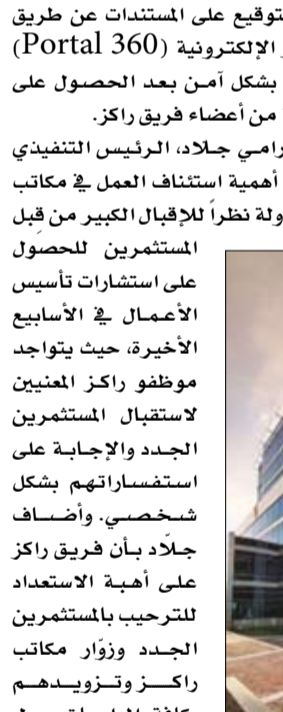 توقيع على المستندات عن طريق
الإلكترونية (Portal 360)
بشكل آمن بعد الحصول على
من أعضاء فريق راكز.
رامي جلاد، الرئيس التنفيذي
أهمية استئناف العمل في مكاتب
ولة نظراً للإقبال الكبير من قِبل
المستثمرين للحصول
على استشارات تأسيس
الأعمال في الأسابيع
الأخيرة، حيث يتواجد
موظفو راكز المعنيين
لاستقبال المستثمرين
الجدد والإجابة على
استفساراتهم بشكل
شخصي. وأضاف
جلّاد بأن فريق راكز
على أهبة الاستعداد
للترحيب بالمستثمرين
الجدد وزوّار مكاتب
راكز وتزويدهم